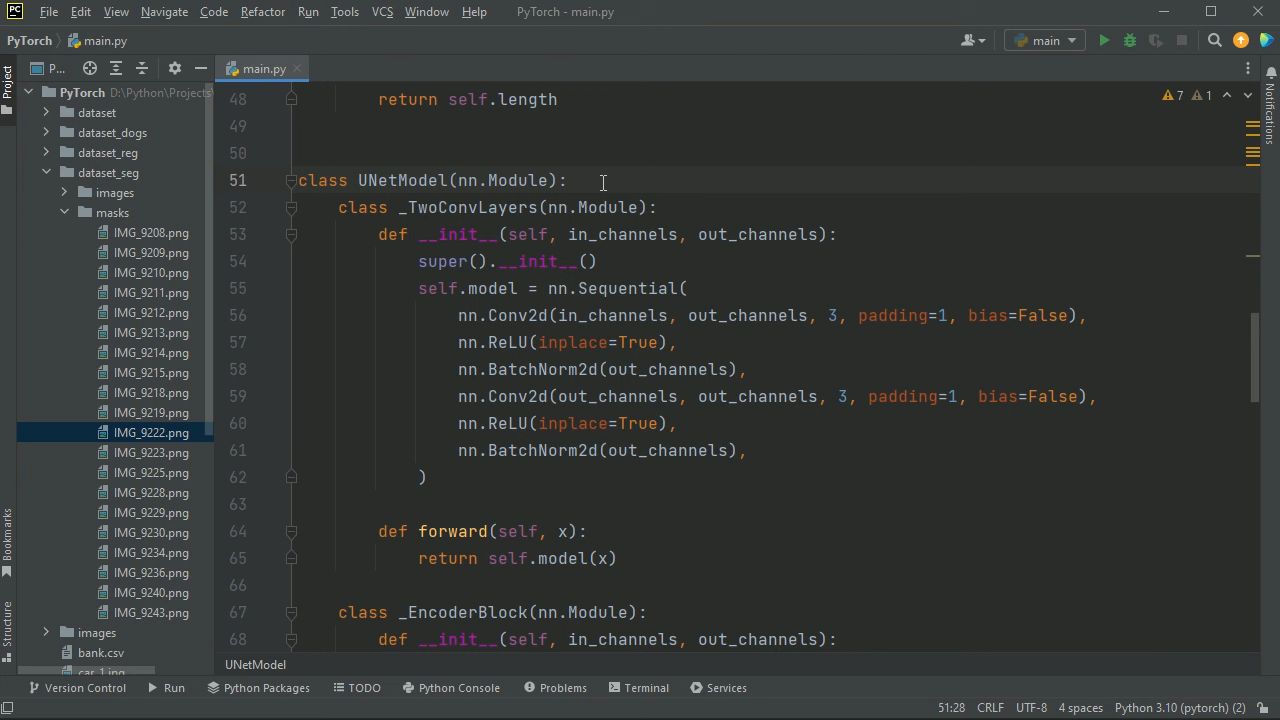 PC File Edit View Navigate Code Refactor Run Tools VCS Window Help PyTorch - main.py
PyTorch main.py main
Project P... main.py
PyTorch D:\Python\Projects
dataset
dataset_dogs
dataset_reg
dataset_seg
images
masks
IMG_9208.png
IMG_9209.png
IMG_9210.png
IMG_9211.png
IMG_9212.png
IMG_9213.png
IMG_9214.png
IMG_9215.png
IMG_9218.png
IMG_9219.png
IMG_9222.png
IMG_9223.png
IMG_9225.png
IMG_9228.png
IMG_9229.png
IMG_9230.png
IMG_9234.png
IMG_9236.png
IMG_9240.png
IMG_9243.png
images
bank.csv
Bookmarks
Structure
7 1
Notifications
48 return self.length
49
50
51 class UNetModel(nn.Module):
52 class _TwoConvLayers(nn.Module):
53 def __init__(self, in_channels, out_channels):
54 super().__init__()
55 self.model = nn.Sequential(
56 nn.Conv2d(in_channels, out_channels, 3, padding=1, bias=False),
57 nn.ReLU(inplace=True),
58 nn.BatchNorm2d(out_channels),
59 nn.Conv2d(out_channels, out_channels, 3, padding=1, bias=False),
60 nn.ReLU(inplace=True),
61 nn.BatchNorm2d(out_channels),
62 )
63
64 def forward(self, x):
65 return self.model(x)
66
67 class _EncoderBlock(nn.Module):
68 def __init__(self, in_channels, out_channels):
UNetModel
Version Control Run Python Packages TODO Python Console Problems Terminal Services
51:28 CRLF UTF-8 4 spaces Python 3.10 (pytorch) (2)